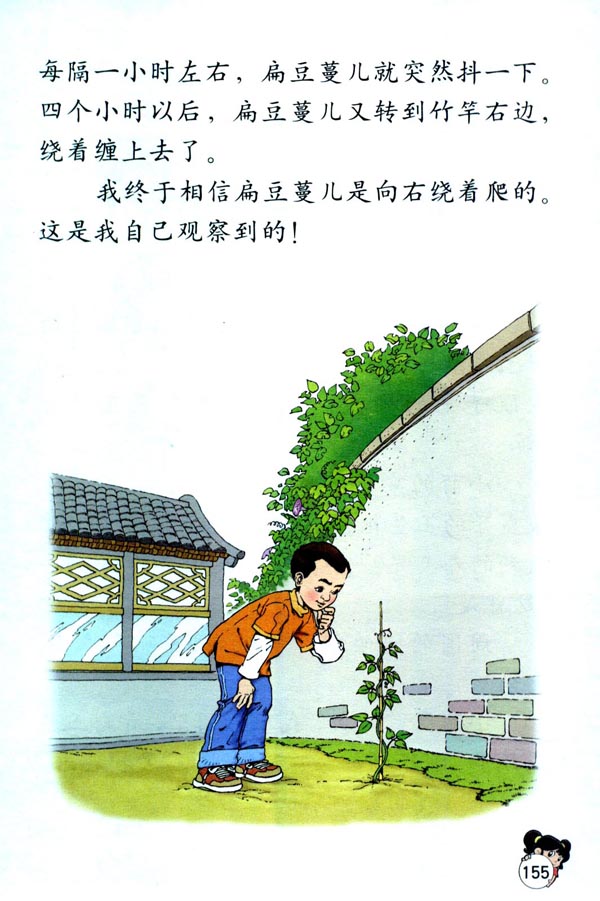 每隔一小时左右，扁豆蔓儿就突然抖一下。
四个小时以后，扁豆蔓儿又转到竹竿右边，
绕着缠上去了。
我终于相信扁豆蔓儿是向右绕着爬的。
这是我自己观察到的！
155